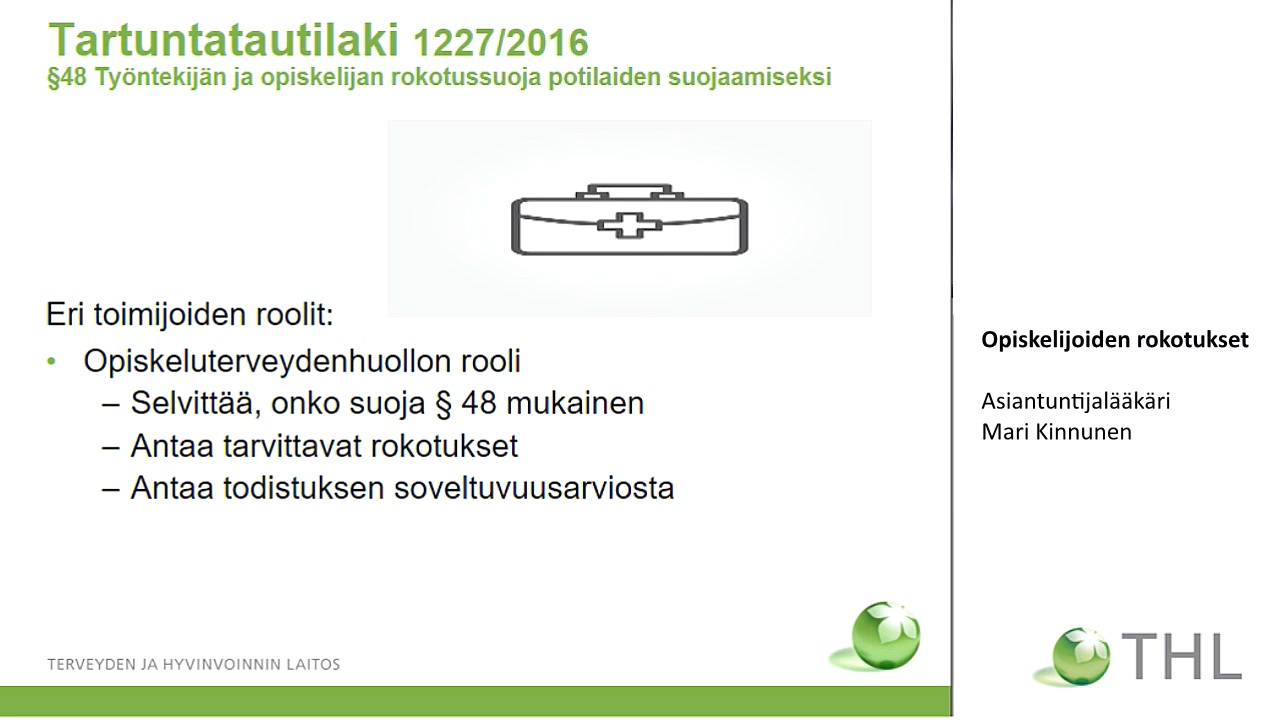 Tartuntatautilaki 1227/2016
§48 Työntekijän ja opiskelijan rokotussuoja potilaiden suojaamiseksi
Eri toimijoiden roolit:
• Opiskeluterveydenhuollon rooli
– Selvittää, onko suoja § 48 mukainen
– Antaa tarvittavat rokotukset
– Antaa todistuksen soveltuvuusarviosta
TERVEYDEN JA HYVINVOINNIN LAITOS
Opiskelijoiden rokotukset
Asiantuntijalääkäri
Mari Kinnunen
THL